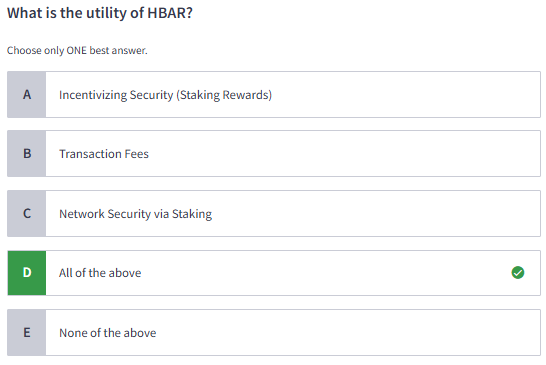 What is the utility of HBAR?
Choose only ONE best answer.
A Incentivizing Security (Staking Rewards)
B Transaction Fees
C Network Security via Staking
D All of the above
E None of the above